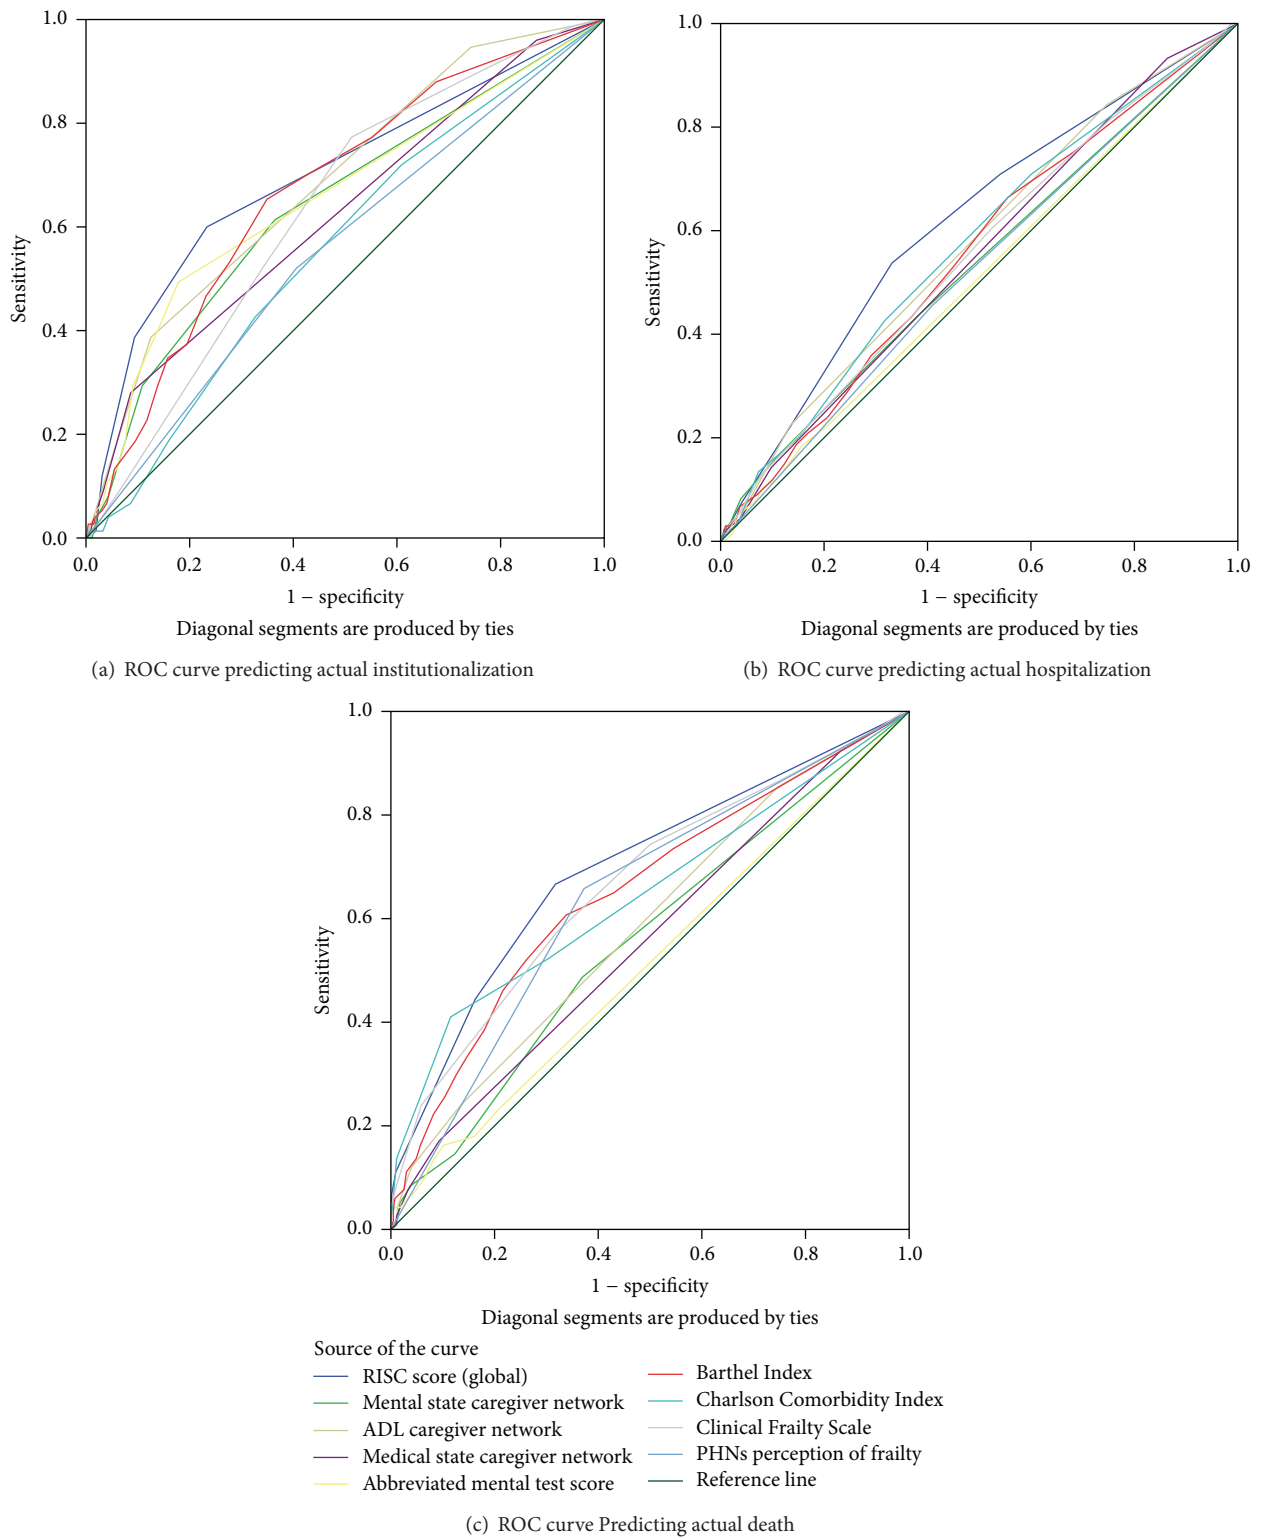 1.0
0.8
0.6
0.4
0.2
0.0
Sensitivity
0.0 0.2 0.4 0.6 0.8 1.0
1 − specificity
Diagonal segments are produced by ties
(a) ROC curve predicting actual institutionalization
1.0
0.8
0.6
0.4
0.2
0.0
Sensitivity
0.0 0.2 0.4 0.6 0.8 1.0
1 − specificity
Diagonal segments are produced by ties
(b) ROC curve predicting actual hospitalization
1.0
0.8
0.6
0.4
0.2
0.0
Sensitivity
0.0 0.2 0.4 0.6 0.8 1.0
1 − specificity
Diagonal segments are produced by ties
Source of the curve
RISC score (global)
Mental state caregiver network
ADL caregiver network
Medical state caregiver network
Abbreviated mental test score
Barthel Index
Charlson Comorbidity Index
Clinical Frailty Scale
PHNs perception of frailty
Reference line
(c) ROC curve Predicting actual death